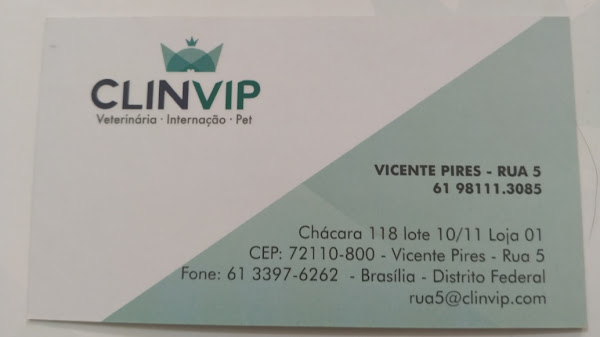 CLINVIP
Veterinária · Internação · Pet
VICENTE PIRES - RUA 5
61 98111.3085
Chácara 118 lote 10/11 Loja 01
CEP: 72110-800 - Vicente Pires - Rua 5
Fone: 61 3397-6262 - Brasília - Distrito Federal
rua5@clinvip.com